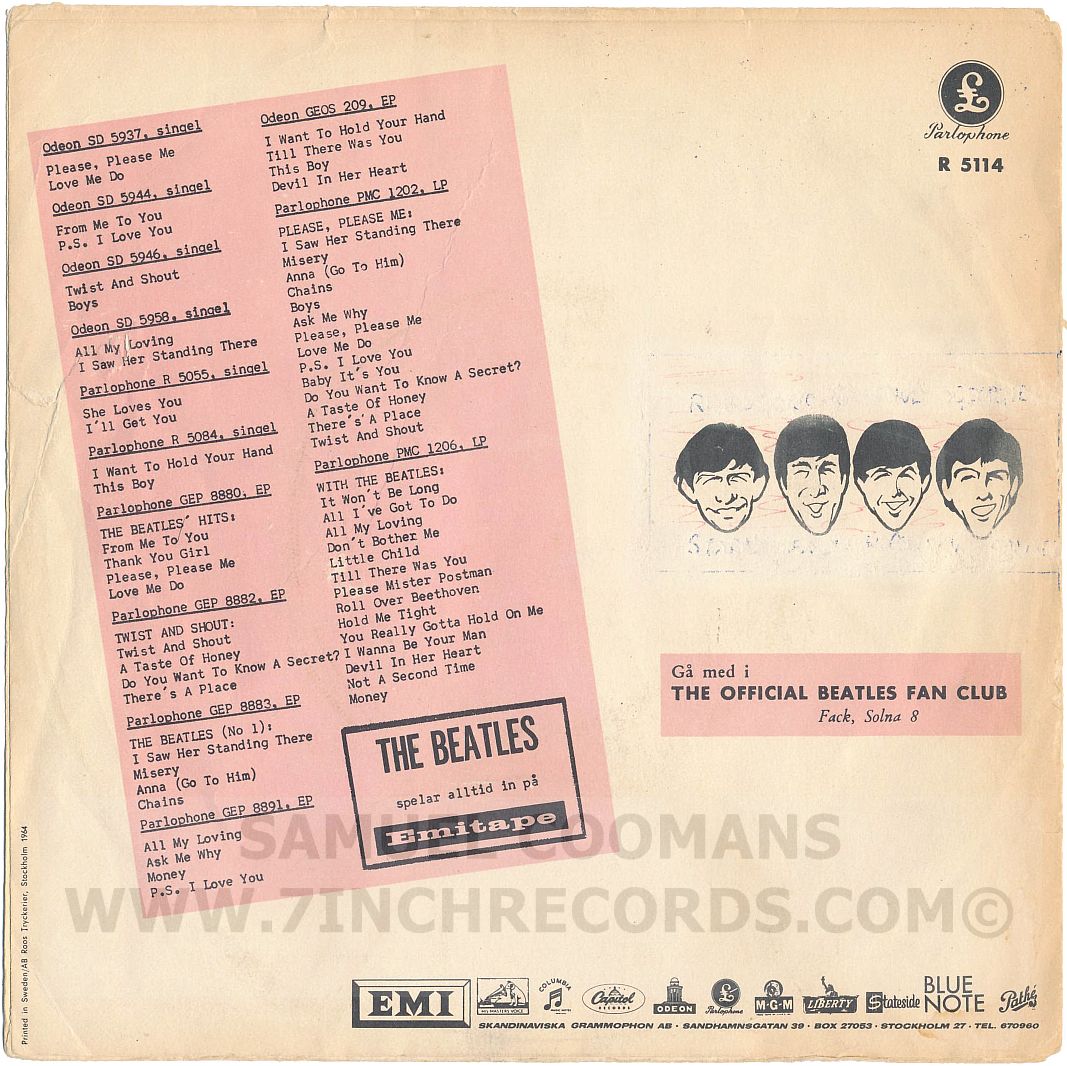 Odeon SD 5937, singel
Please, Please Me
Love Me Do
Odeon SD 5944, singel
From Me To You
P.S. I Love You
Odeon SD 5946, singel
Twist And Shout
Boys
Odeon SD 5958, singel
All My Loving
I Saw Her Standing There
Parlophone R 5055, singel
She Loves You
I'll Get You
Parlophone R 5084, singel
I Want To Hold Your Hand
This Boy
Parlophone GEP 8880, EP
THE BEATLES' HITS:
From Me To You
Thank You Girl
Please, Please Me
Love Me Do
Parlophone GEP 8882, EP
TWIST AND SHOUT:
Twist And Shout
A Taste Of Honey
Do You Want To Know A Secret?
There's A Place
Parlophone GEP 8883, EP
THE BEATLES (No 1):
I Saw Her Standing There
Misery
Anna (Go To Him)
Chains
Parlophone GEP 8891, EP
All My Loving
Ask Me Why
Money
P.S. I Love You
Odeon GEOS 209, EP
I Want To Hold Your Hand
Till There Was You
This Boy
Devil In Her Heart
Parlophone PMC 1202, LP
PLEASE, PLEASE ME:
I Saw Her Standing There
Misery
Anna (Go To Him)
Chains
Boys
Ask Me Why
Please, Please Me
Love Me Do
P.S. I Love You
Baby It's You
Do You Want To Know A Secret?
A Taste Of Honey
There's A Place
Twist And Shout
Parlophone PMC 1206, LP
WITH THE BEATLES:
It Won't Be Long
All I've Got To Do
All My Loving
Don't Bother Me
Little Child
Till There Was You
Please Mister Postman
Roll Over Beethoven
Hold Me Tight
You Really Gotta Hold On Me
I Wanna Be Your Man
Devil In Her Heart
Not A Second Time
Money
THE BEATLES
spelar alltid in på
Emitape
£
Parlophone
R 5114
Gå med i
THE OFFICIAL BEATLES FAN CLUB
Fack, Solna 8
SAMUEL COOMANS
WWW.7INCHRECORDS.COM©
Printed in Sweden/AB Roos Tryckerier, Stockholm 1964
EMI
HIS MASTERS VOICE
COLUMBIA
Capitol
RECORDS
ODEON
£
Parlophone
M-G-M
LIBERTY
Stateside
BLUE
NOTE
Pathé
SKANDINAVISKA GRAMMOPHON AB · SANDHAMNSGATAN 39 · BOX 27053 · STOCKHOLM 27 · TEL. 670960